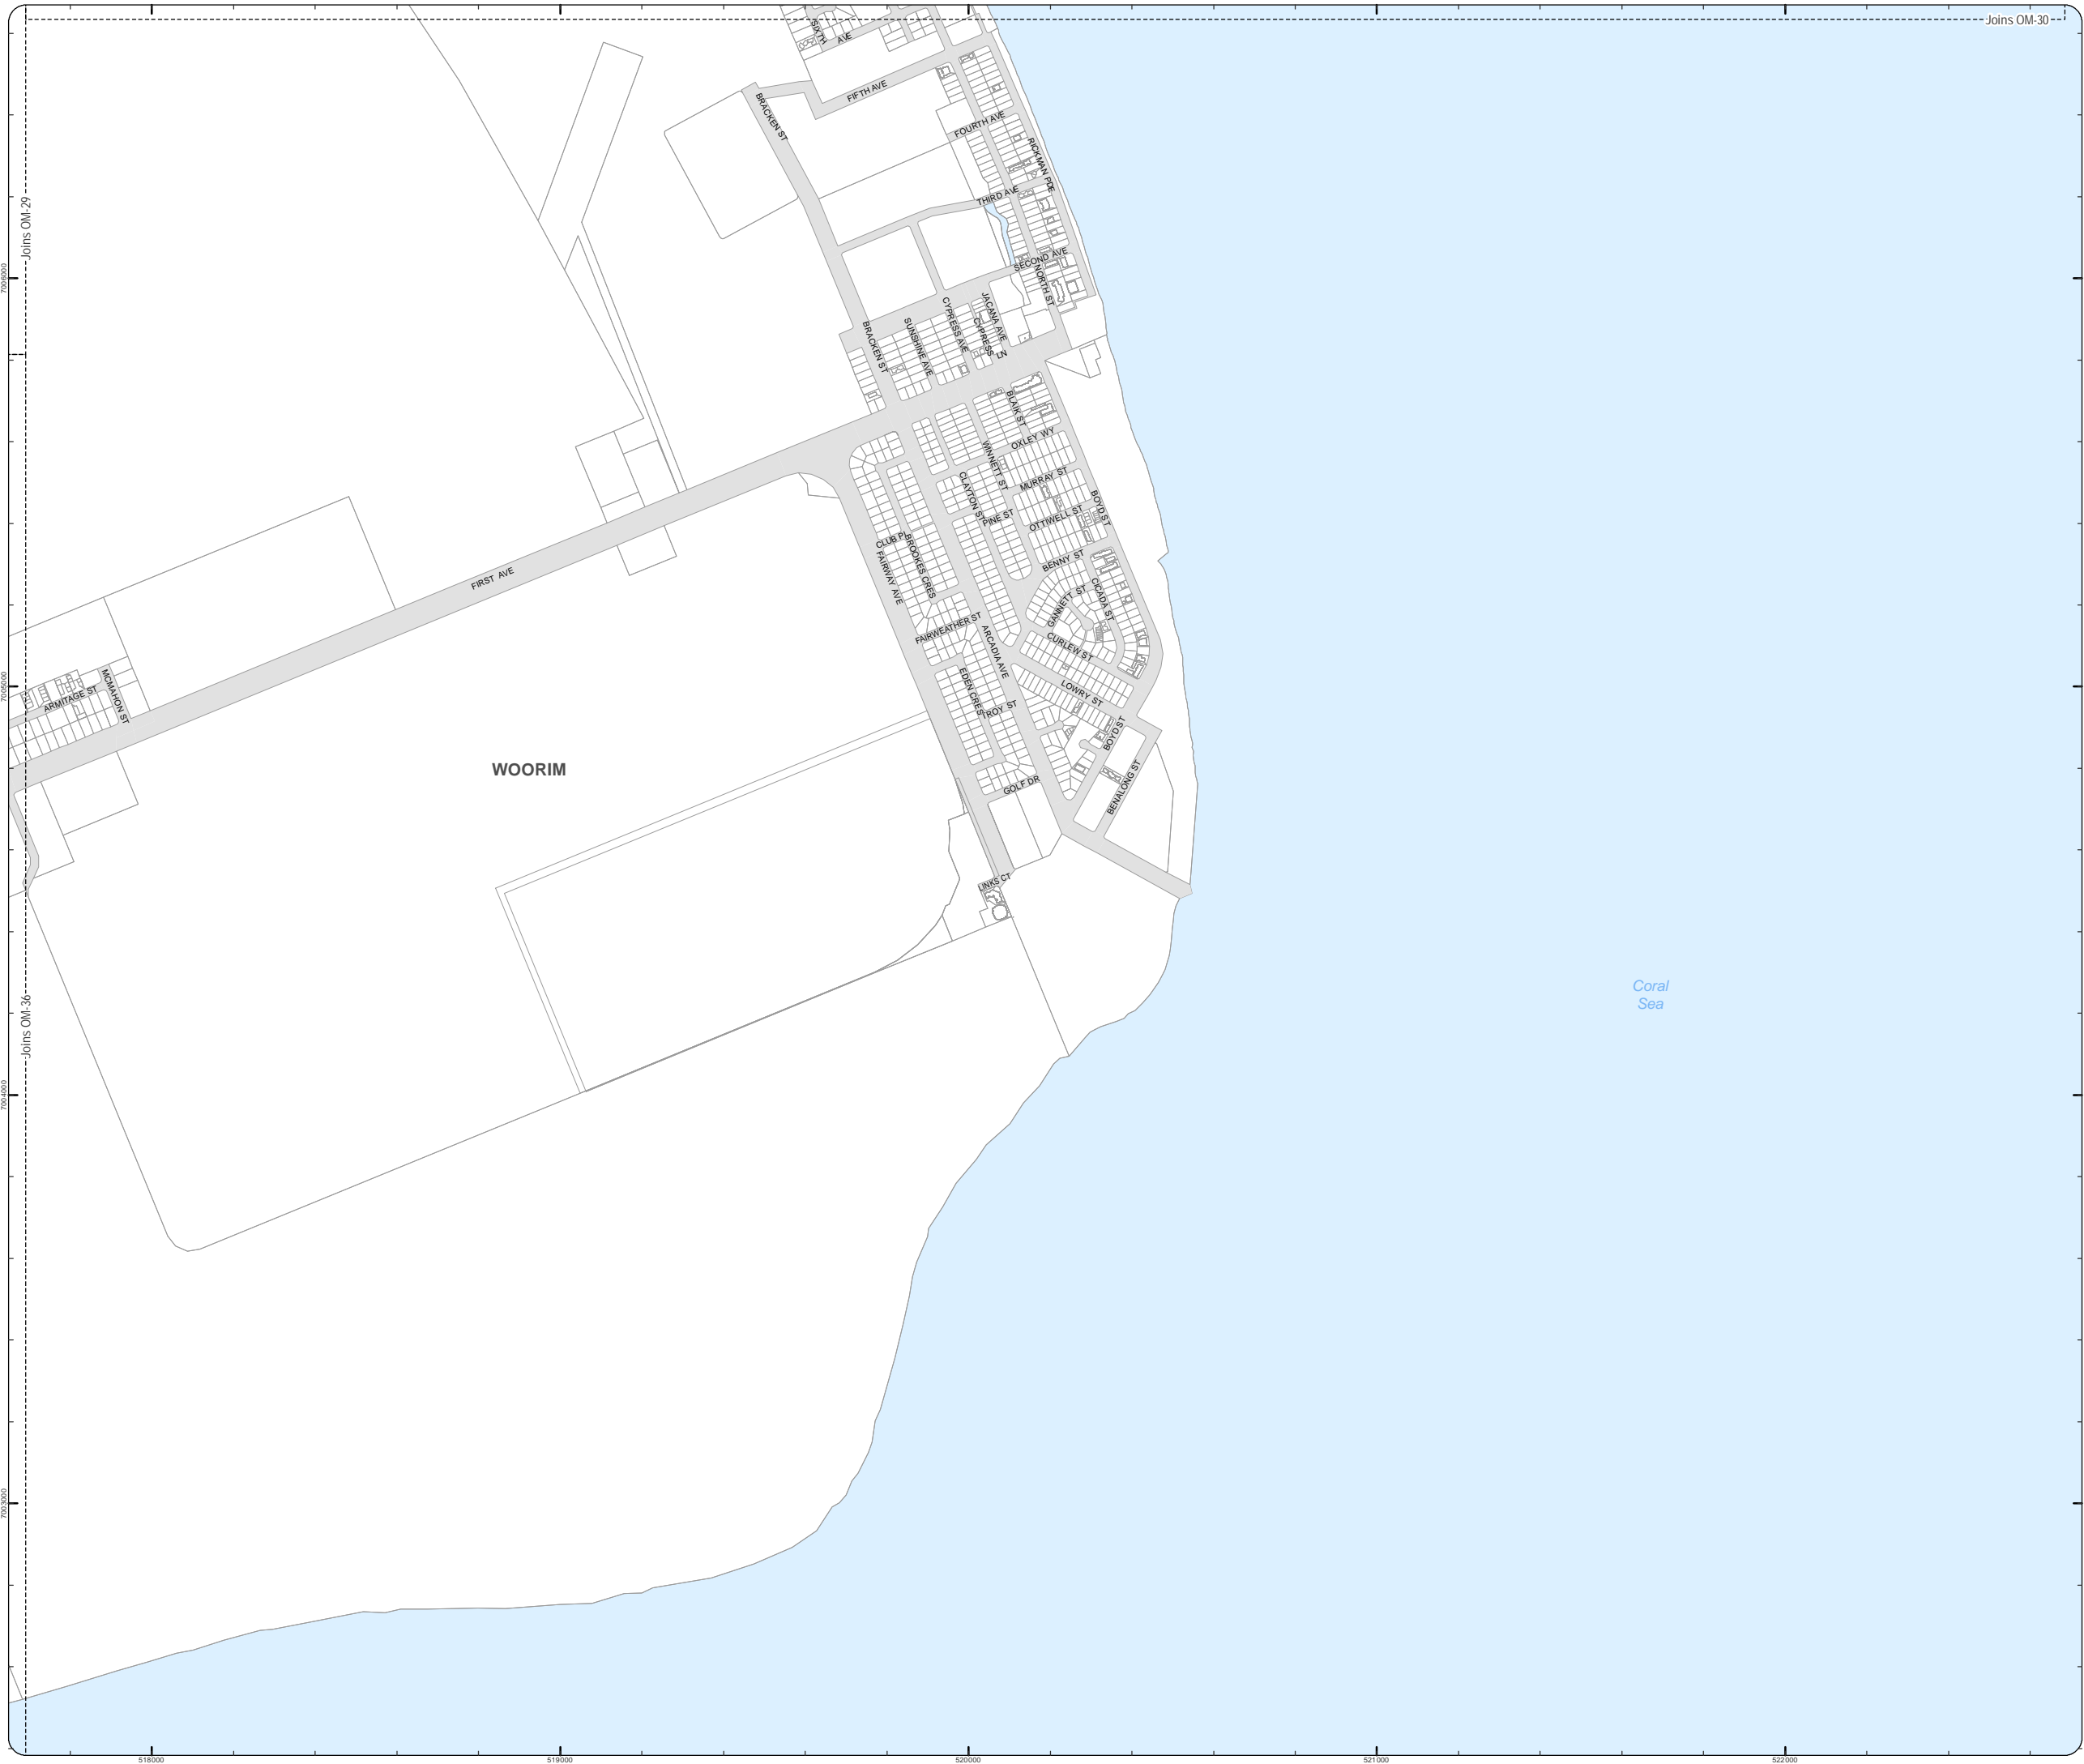 Joins OM-30
SIXTH
AVE
FIFTH AVE
BRACKEN ST
FOURTH AVE
RICKMAN PDE
THIRD AVE
Joins OM-29
SECOND AVE
NORTH ST
7006000
JACANA AVE
CYPRESS AVE
CYPRESS
LN
SUNSHINE AVE
BRACKEN ST
BLAIK ST
OXLEY WY
WINNETT ST
MURRAY ST
CLAYTON ST
BOYD ST
PINE ST
OTTIWELL ST
CLUB PL
BROOKES CRES
FAIRWAY AVE
BENNY ST
FIRST AVE
CICADA ST
GANNETT ST
FAIRWEATHER ST
CURLEW ST
ARCADIA AVE
7005000
ARMITAGE ST
MCMAHON ST
EDEN CRES
LOWRY ST
TROY ST
BOYD ST
WOORIM
GOLF DR
BENALONG ST
LINKS CT
Coral
Sea
Joins OM-36
7004000
7003000
518000
519000
520000
521000
522000